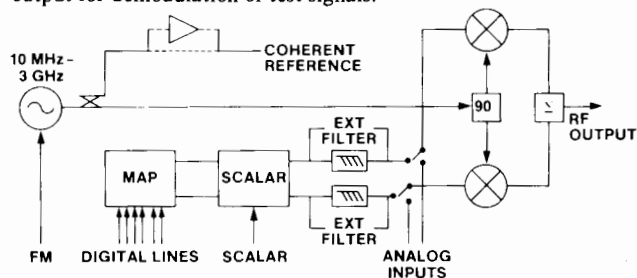 output for demodulation of test signals.
10 MHz –
3 GHz
COHERENT
REFERENCE
90
Σ
RF
OUTPUT
EXT
FILTER
MAP
SCALAR
EXT
FILTER
FM
DIGITAL LINES
SCALAR
ANALOG
INPUTS